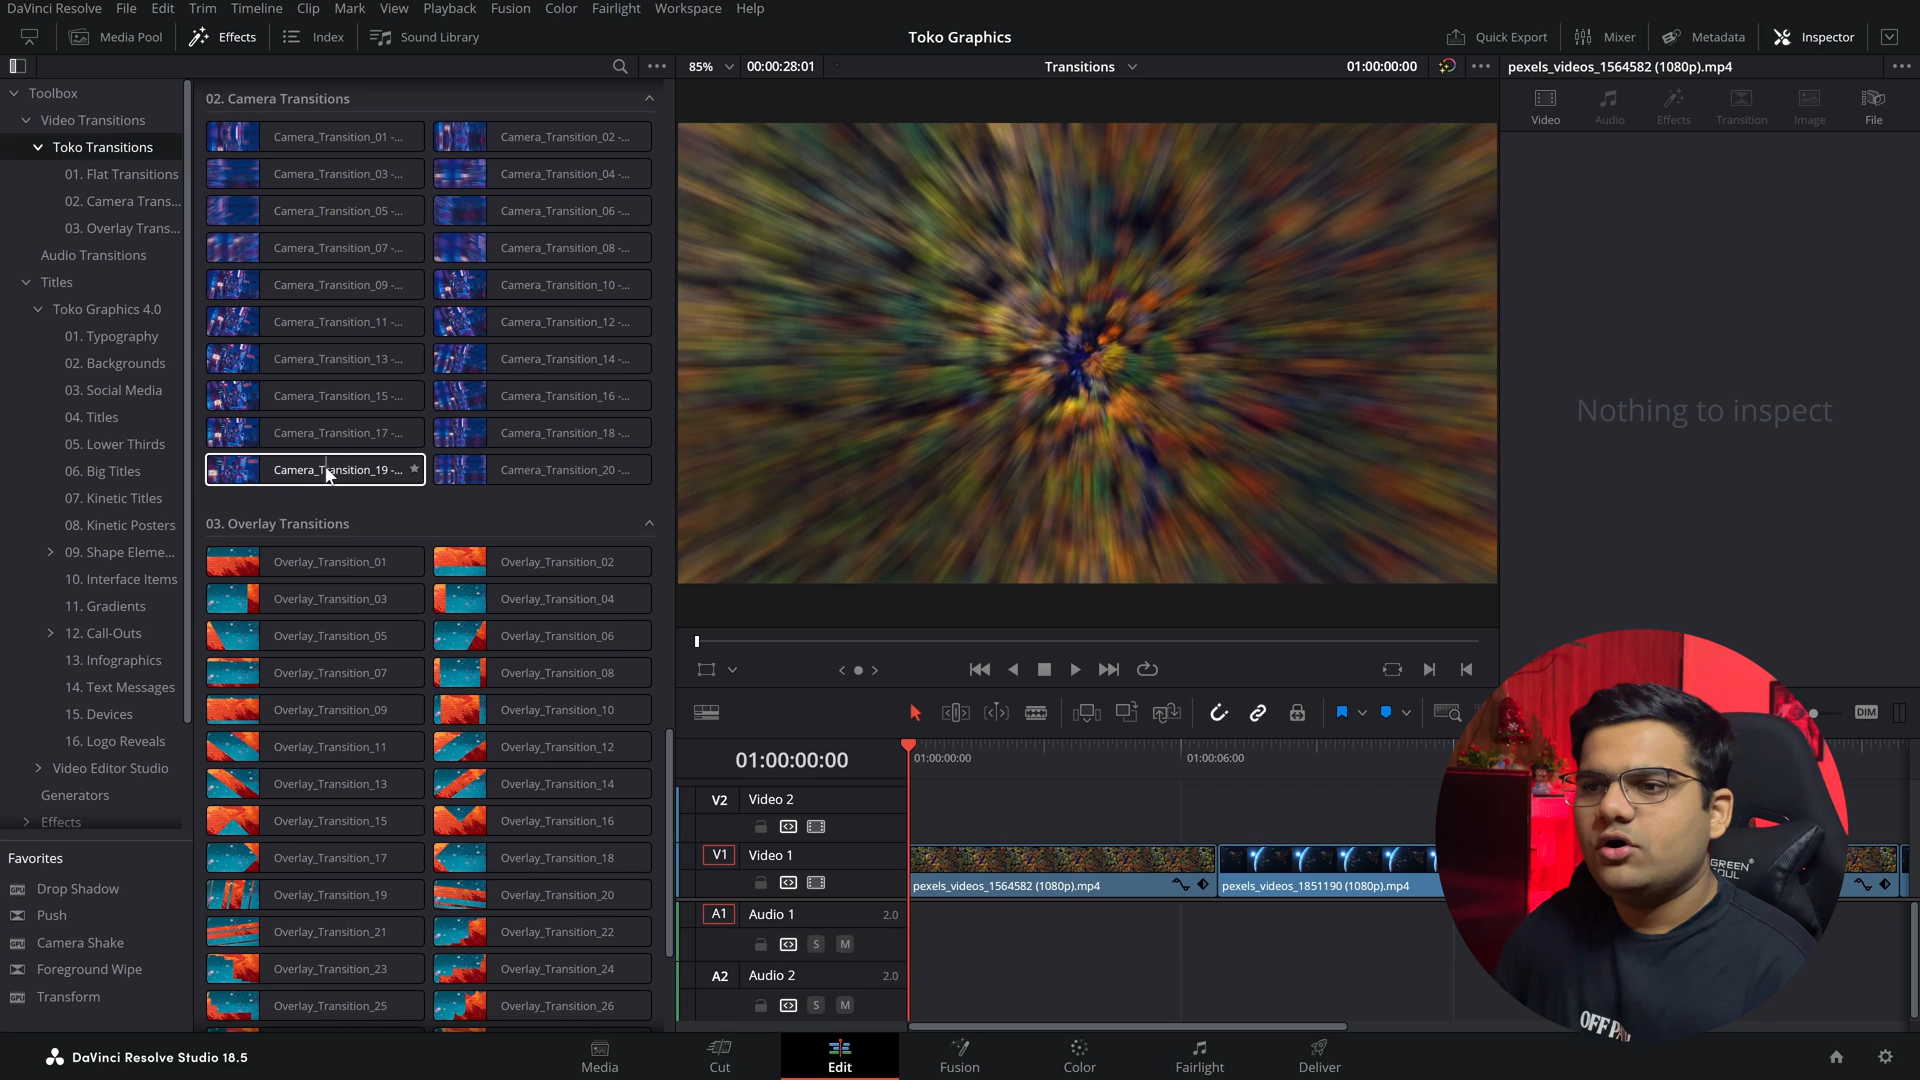 DaVinci Resolve File Edit Trim Timeline Clip Mark View Playback Fusion Color Fairlight Workspace Help
Media Pool Effects Index Sound Library Toko Graphics Quick Export Mixer Metadata Inspector
85% 00:00:28:01 Transitions 01:00:00:00 pexels_videos_1564582 (1080p).mp4
Toolbox
Video Transitions
Toko Transitions
01. Flat Transitions
02. Camera Trans...
03. Overlay Trans...
Audio Transitions
Titles
Toko Graphics 4.0
01. Typography
02. Backgrounds
03. Social Media
04. Titles
05. Lower Thirds
06. Big Titles
07. Kinetic Titles
08. Kinetic Posters
09. Shape Eleme...
10. Interface Items
11. Gradients
12. Call-Outs
13. Infographics
14. Text Messages
15. Devices
16. Logo Reveals
Video Editor Studio
Generators
Effects
Favorites
Drop Shadow
Push
Camera Shake
Foreground Wipe
Transform
02. Camera Transitions
Camera_Transition_01 -... Camera_Transition_02 -...
Camera_Transition_03 -... Camera_Transition_04 -...
Camera_Transition_05 -... Camera_Transition_06 -...
Camera_Transition_07 -... Camera_Transition_08 -...
Camera_Transition_09 -... Camera_Transition_10 -...
Camera_Transition_11 -... Camera_Transition_12 -...
Camera_Transition_13 -... Camera_Transition_14 -...
Camera_Transition_15 -... Camera_Transition_16 -...
Camera_Transition_17 -... Camera_Transition_18 -...
Camera_Transition_19 -... Camera_Transition_20 -...
03. Overlay Transitions
Overlay_Transition_01 Overlay_Transition_02
Overlay_Transition_03 Overlay_Transition_04
Overlay_Transition_05 Overlay_Transition_06
Overlay_Transition_07 Overlay_Transition_08
Overlay_Transition_09 Overlay_Transition_10
Overlay_Transition_11 Overlay_Transition_12
Overlay_Transition_13 Overlay_Transition_14
Overlay_Transition_15 Overlay_Transition_16
Overlay_Transition_17 Overlay_Transition_18
Overlay_Transition_19 Overlay_Transition_20
Overlay_Transition_21 Overlay_Transition_22
Overlay_Transition_23 Overlay_Transition_24
Overlay_Transition_25 Overlay_Transition_26
Video Audio Effects Transition Image File
Nothing to inspect
DIM
01:00:00:00 01:00:00:00 01:00:06:00
V2 Video 2
V1 Video 1
pexels_videos_1564582 (1080p).mp4 pexels_videos_1851190 (1080p).mp4
A1 Audio 1 2.0
S M
A2 Audio 2 2.0
S M
GREEN
SOUL
DaVinci Resolve Studio 18.5
Media Cut Edit Fusion Color Fairlight Deliver